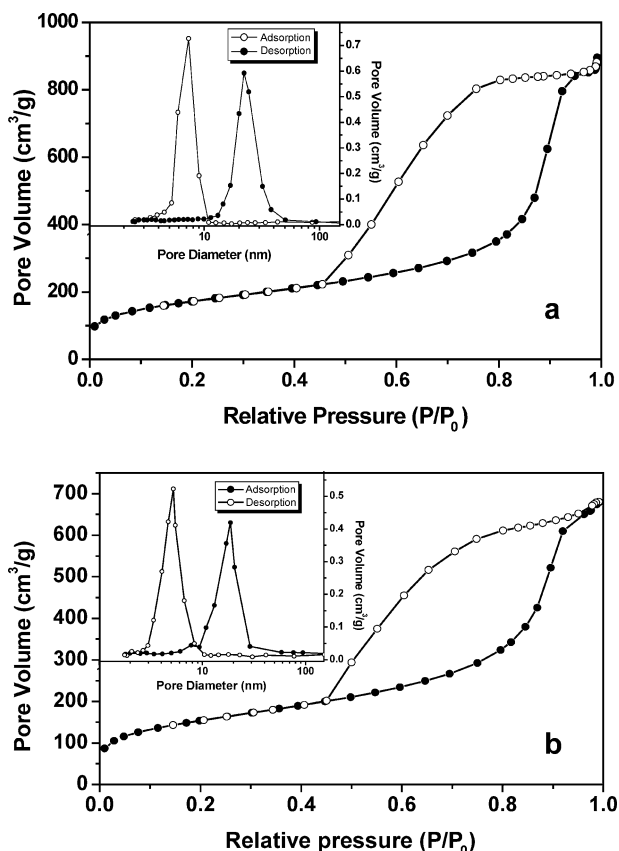 1000
800
600
400
200
0
Pore Volume (cm³/g)
Adsorption
Desorption
0.7
0.6
0.5
0.4
0.3
0.2
0.1
0.0
Pore Volume (cm³/g)
10
100
Pore Diameter (nm)
a
0.0 0.2 0.4 0.6 0.8 1.0
Relative Pressure (P/P₀)
700
600
500
400
300
200
100
0
Pore Volume (cm³/g)
Adsorption
Desorption
0.5
0.4
0.3
0.2
0.1
0.0
Pore Volume (cm³/g)
10
100
Pore Diameter (nm)
b
0.0 0.2 0.4 0.6 0.8 1.0
Relative pressure (P/P₀)